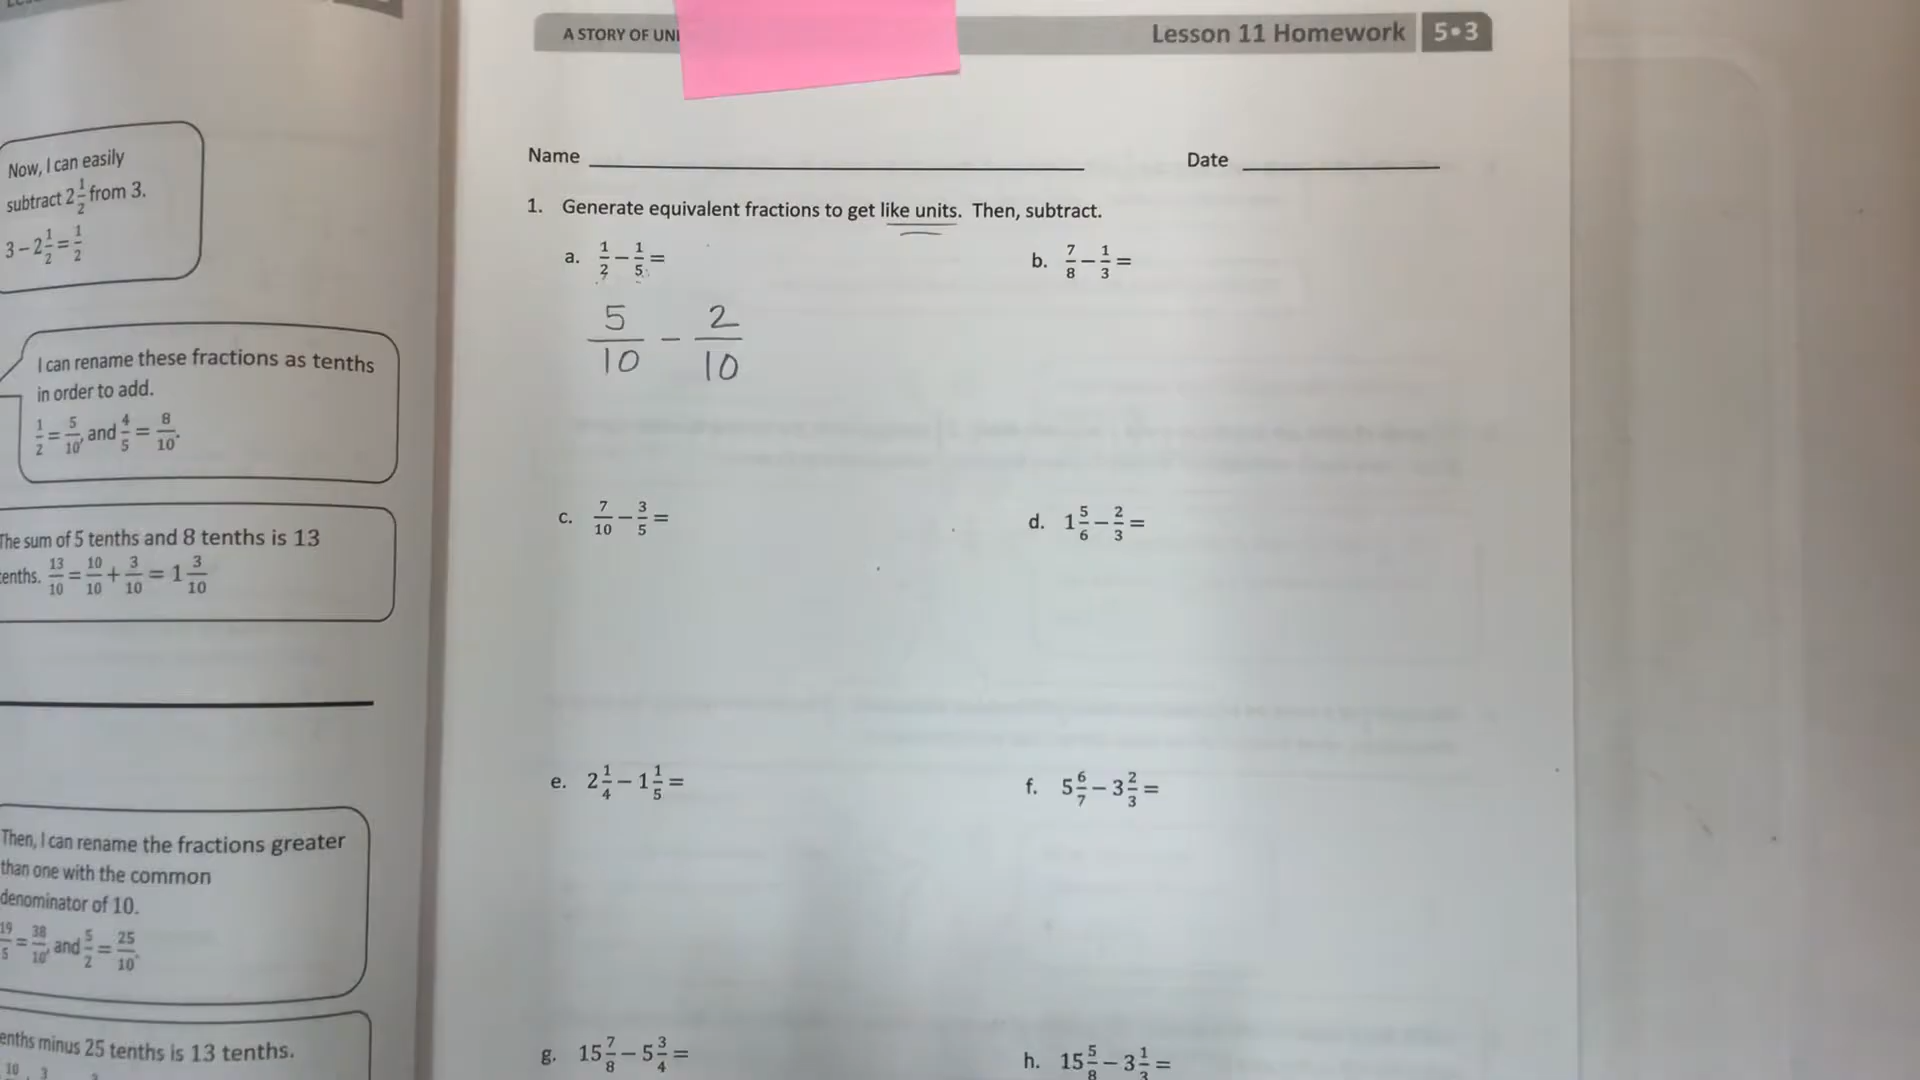 Now, I can easily
subtract 2 1/2 from 3.
3 − 2 1/2 = 1/2
I can rename these fractions as tenths
in order to add.
1/2 = 5/10, and 4/5 = 8/10.
The sum of 5 tenths and 8 tenths is 13
tenths. 13/10 = 10/10 + 3/10 = 1 3/10
Then, I can rename the fractions greater
than one with the common
denominator of 10.
19/5 = 38/10, and 5/2 = 25/10.
minus 25 tenths is 13 tenths.
A STORY OF UNI
Lesson 11 Homework 5•3
Name
Date
1. Generate equivalent fractions to get like units. Then, subtract.
a. 1/2 − 1/5 =
b. 7/8 − 1/3 =
5/10 − 2/10
c. 7/10 − 3/5 =
d. 1 5/6 − 2/3 =
e. 2 1/4 − 1 1/5 =
f. 5 6/7 − 3 2/3 =
g. 15 7/8 − 5 3/4 =
h. 15 5/8 − 3 1/3 =